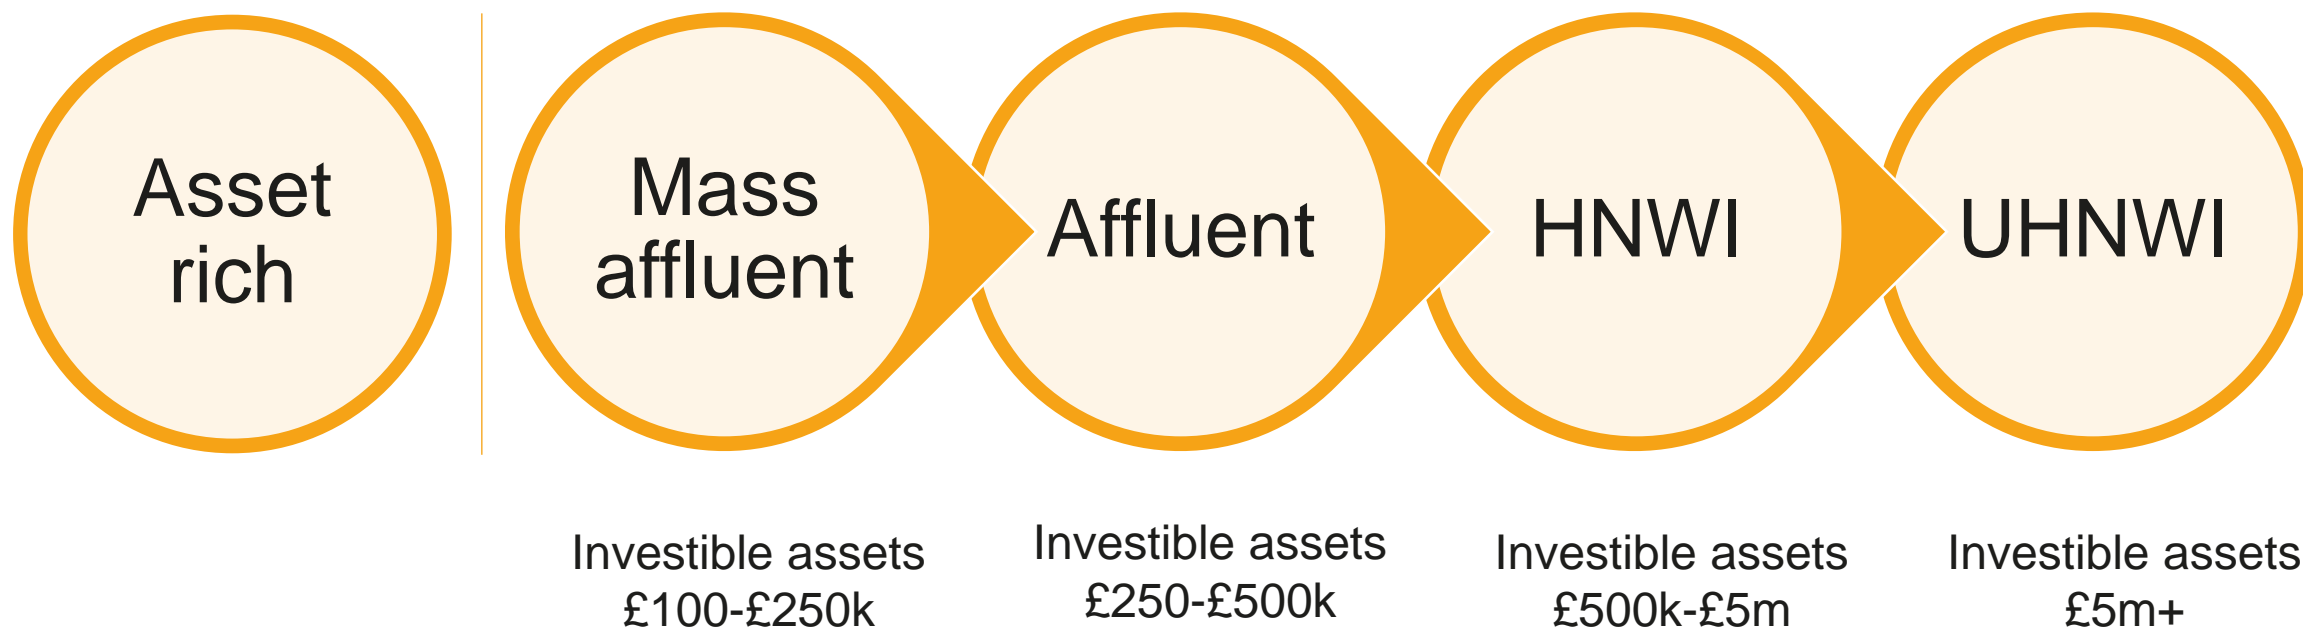 Asset
rich
Mass
affluent
Affluent
HNWI
UHNWI
Investible assets
£100-£250k
Investible assets
£250-£500k
Investible assets
£500k-£5m
Investible assets
£5m+